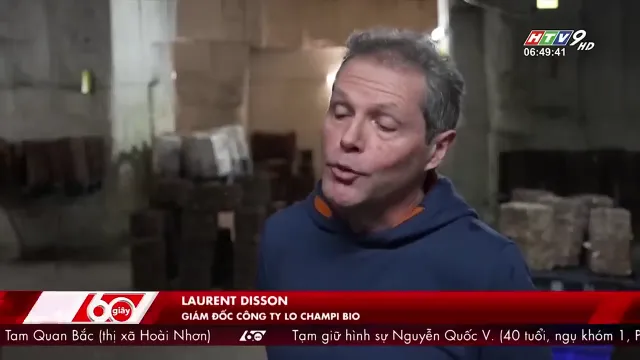 HTV9 HD
06:49:41
LAURENT DISSON
60 giây
GIÁM ĐỐC CÔNG TY LO CHAMPI BIO
Tam Quan Bắc (thị xã Hoài Nhơn) Tạm giữ hình sự Nguyễn Quốc V. (40 tuổi, ngụ khóm 1, P